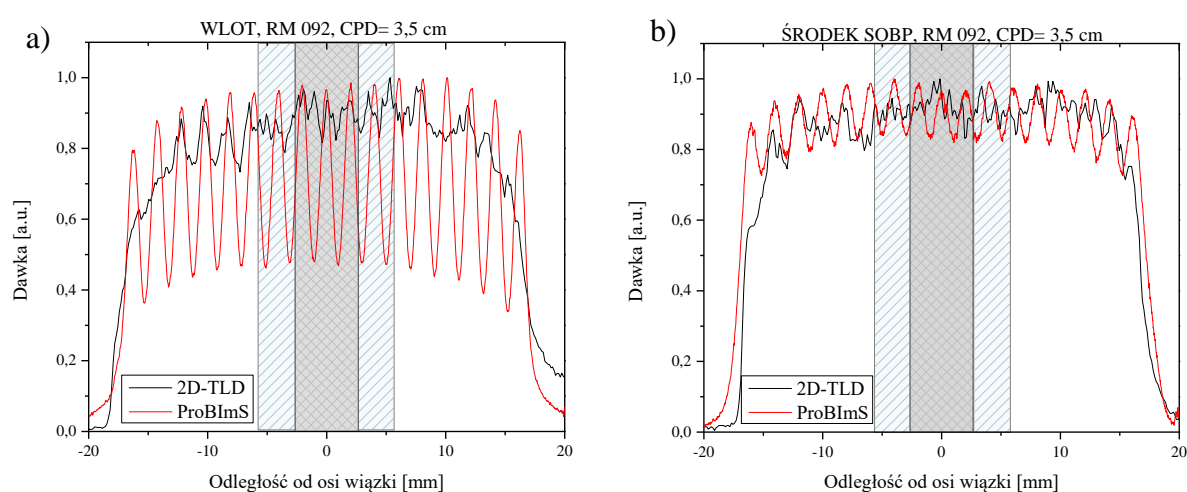 a)
WLOT, RM 092, CPD= 3,5 cm
1,0
0,8
0,6
0,4
0,2
0,0
Dawka [a.u.]
2D-TLD
ProBImS
-20 -10 0 10 20
Odległość od osi wiązki [mm]
b)
ŚRODEK SOBP, RM 092, CPD= 3,5 cm
1,0
0,8
0,6
0,4
0,2
0,0
Dawka [a.u.]
2D-TLD
ProBImS
-20 -10 0 10 20
Odległość od osi wiązki [mm]